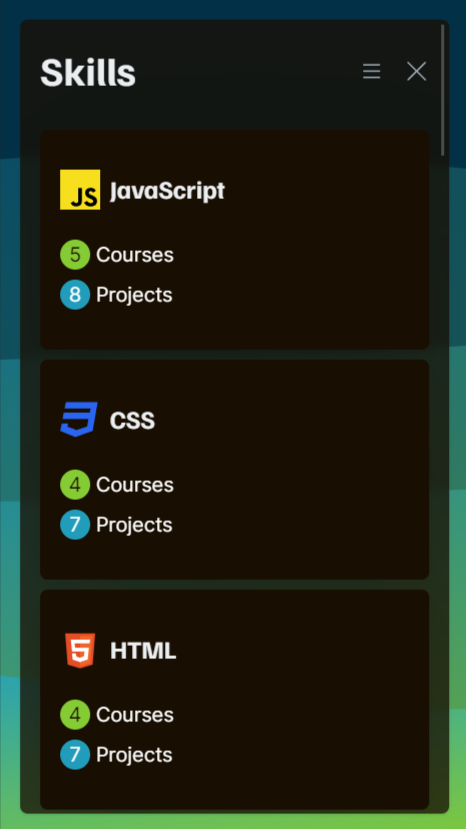 Skills
JS JavaScript
5 Courses
8 Projects
CSS
4 Courses
7 Projects
5 HTML
4 Courses
7 Projects